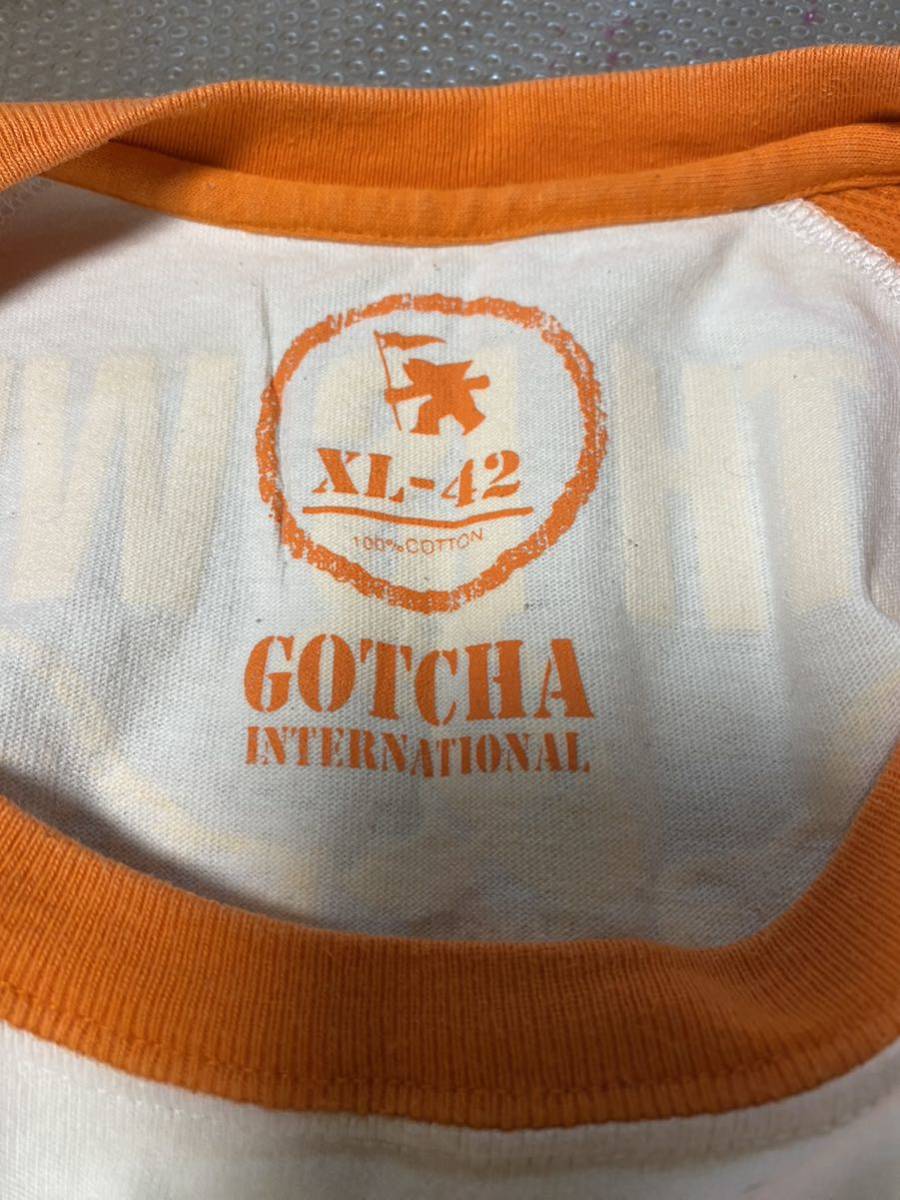 XL-42
100%COTTON
GOTCHA
INTERNATIONAL